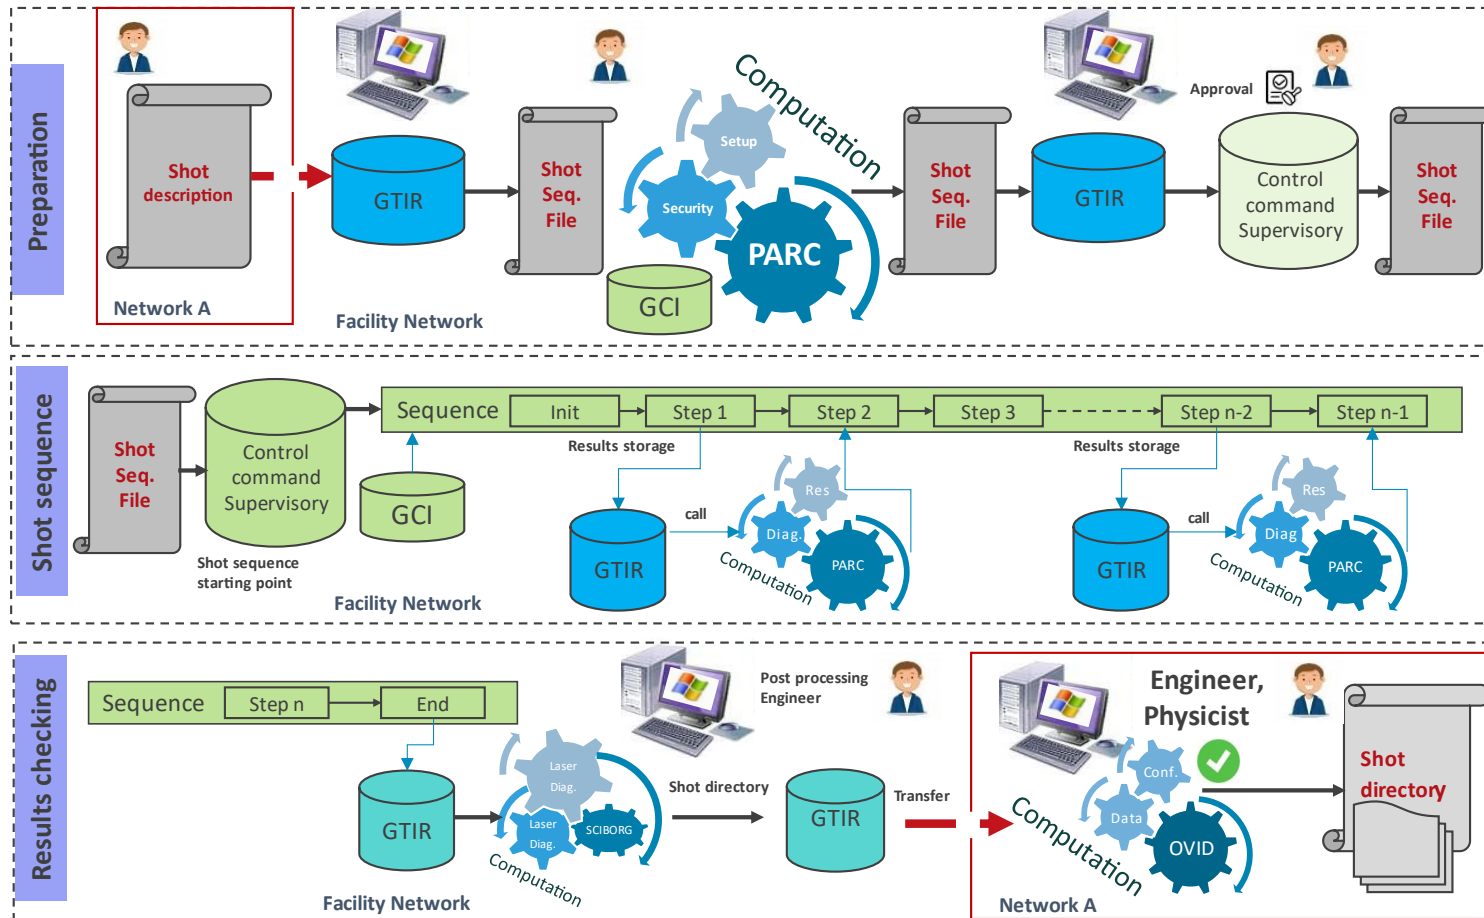 Preparation
Shot
description
Network A
GTIR
Facility Network
Shot
Seq.
File
Computation
Setup
Security
PARC
GCI
Shot
Seq.
File
GTIR
Approval
Control
command
Supervisory
Shot
Seq.
File
Shot sequence
Shot
Seq.
File
Control
command
Supervisory
Shot sequence
starting point
GCI
Facility Network
Sequence
Init
Step 1
Step 2
Step 3
Step n-2
Step n-1
Results storage
GTIR
call
Res
Diag.
PARC
Computation
Results storage
GTIR
call
Res
Diag
PARC
Computation
Results checking
Sequence
Step n
End
GTIR
Facility Network
Laser
Diag.
Laser
Diag.
SCIBORG
Computation
Post processing
Engineer
Shot directory
GTIR
Transfer
Engineer,
Physicist
Conf.
Data
OVID
Computation
Network A
Shot
directory